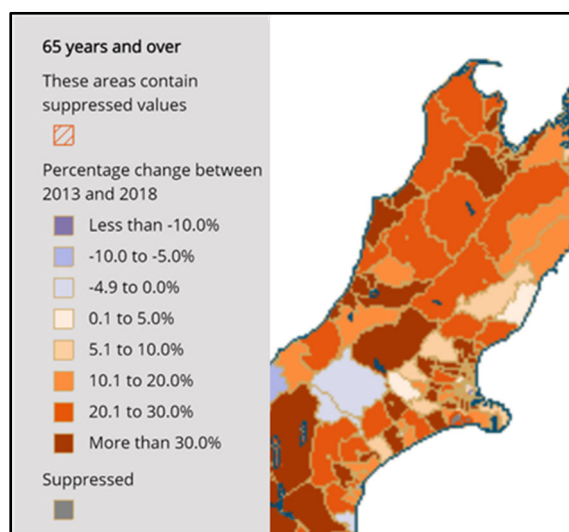 65 years and over
These areas contain
suppressed values
Percentage change between
2013 and 2018
Less than -10.0%
-10.0 to -5.0%
-4.9 to 0.0%
0.1 to 5.0%
5.1 to 10.0%
10.1 to 20.0%
20.1 to 30.0%
More than 30.0%
Suppressed